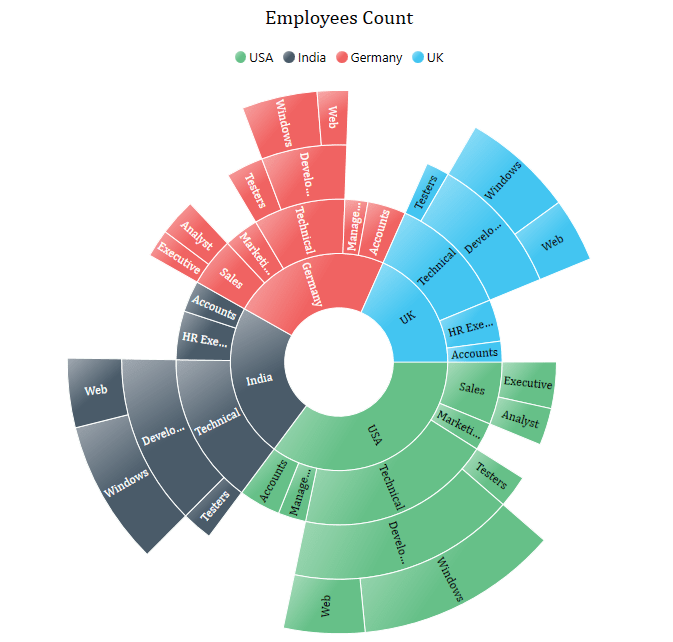 Employees Count
USA
India
Germany
UK
Windows
Web
Testers
Develo...
Analyst
Executive
Sales
Marketi...
Technical
Manage...
Accounts
Germany
Testers
Windows
Develo...
Web
Technical
HR Exe...
Accounts
UK
Accounts
HR Exe...
India
Technical
Web
Develo...
Windows
Testers
USA
Sales
Executive
Analyst
Marketi...
Technical
Testers
Accounts
Manage...
Develo...
Web
Windows